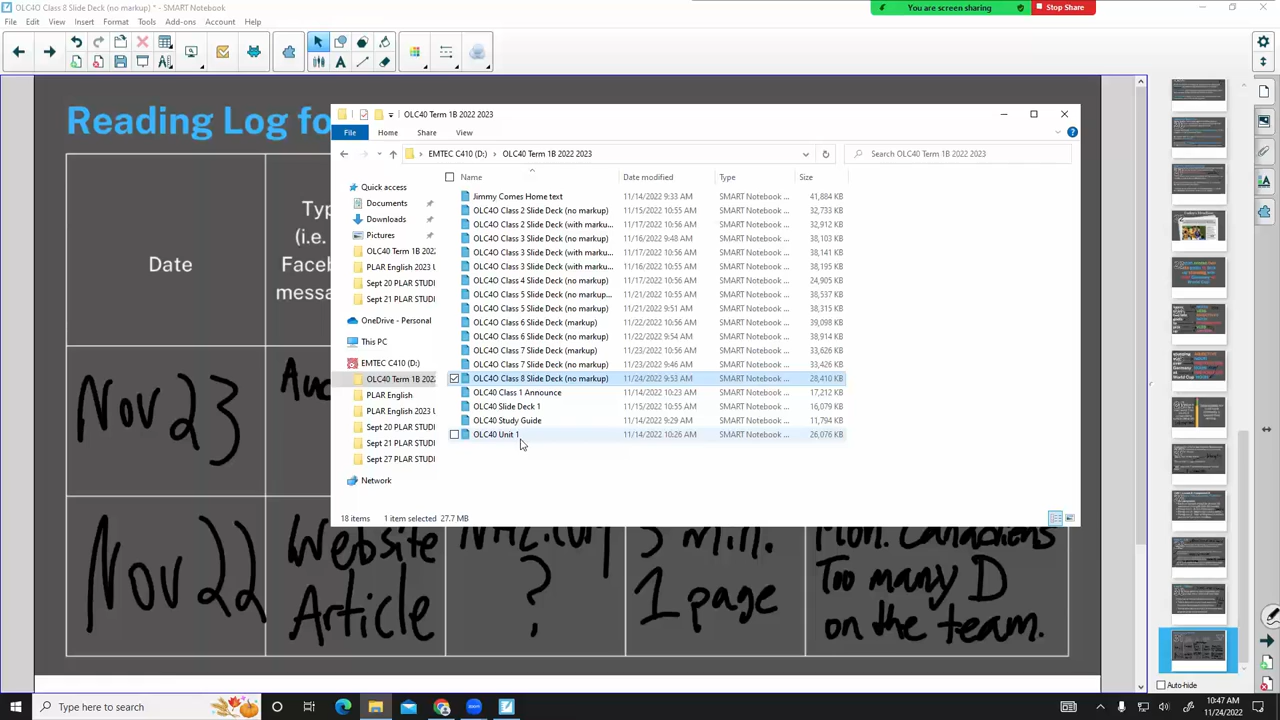 OLC4O Class 8 Slide Deck (no markup) * - SMART Notebook
You are screen sharing
Stop Share
File Edit View Insert Format Tools Add-ons Account Help
Reading Log fo
Date
Typ
(i.e.
Faceb
messa
Nov 23
Nov 22
Website
Article
?
3 min.
1 page
Mon. Canadiens
Too many D
on the team.
OLC40 Term 1B 2022 2023
File Home Share View
EMTEC C410 (D:) > OLC40 Term 1B 2022 2023
Search OLC40 Term 1B 2022 2023
Name Date modified Type Size
Quick access
Documents
Downloads
Pictures
OLC40 Term 1B 202
PLAR English 2023 (
Sept 20 PLAR STUDI
Sept 21 PLAR STUDI
OneDrive - Personal
This PC
EMTEC C410 (D:)
OLC40 Term 1B 202
PLAR English
PLAR English 2023 (
Sept 20 PLAR STUDI
Sept 21 PLAR STUDI
Sept 27 PLAR STUDI
Network
Jimmy Comes Home text 11/14/2022 9:33 AM SMART Notebook ... 41,884 KB
OLC4O Class 2 Slide Deck (no markup) 11/15/2022 10:55 AM SMART Notebook ... 32,733 KB
OLC4O Class 2 Slide Deck (with marku... 11/17/2022 10:56 AM SMART Notebook ... 32,912 KB
OLC4O Class 3 Slide Deck (no markup) 11/16/2022 9:48 AM SMART Notebook ... 38,103 KB
OLC4O Class 3 Slide Deck (with marku... 11/17/2022 10:56 AM SMART Notebook ... 38,141 KB
OLC4O Class 3 Slide Deck (with marku... 11/17/2022 10:56 AM SMART Notebook ... 38,195 KB
OLC4O Class 4 Slide Deck (no markup) 11/17/2022 10:56 AM SMART Notebook ... 24,905 KB
OLC4O Class 5 Slide Deck (no markup... 11/21/2022 10:55 AM SMART Notebook ... 38,537 KB
OLC4O Class 5 Slide Deck (no markup) 11/21/2022 9:51 AM SMART Notebook ... 38,315 KB
OLC4O Class 6 Slide Deck (markup) 11/22/2022 10:56 AM SMART Notebook ... 39,098 KB
OLC4O Class 6 Slide Deck (no markup) 11/22/2022 9:54 AM SMART Notebook ... 38,914 KB
OLC4O Class 7 Slide Deck (markup) 11/23/2022 10:56 AM SMART Notebook ... 33,626 KB
OLC4O Class 7 Slide Deck (no markup) 11/23/2022 9:46 AM SMART Notebook ... 33,426 KB
OLC4O Class 8 Slide Deck (no markup) 11/24/2022 9:53 AM SMART Notebook ... 28,410 KB
OLC40 Class 1 Announce 11/14/2022 10:23 AM SMART Notebook ... 17,212 KB
OLC40 Slide Deck 1 11/15/2022 10:55 AM SMART Notebook ... 16,079 KB
OLC40 Study Guide 11/14/2022 9:29 AM SMART Notebook ... 11,794 KB
OLC40 Unit 1 11/14/2022 10:26 AM SMART Notebook ... 26,076 KB
18 items 1 item selected 27.7 MB
Auto-hide
Type here to search
10:47 AM
11/24/2022